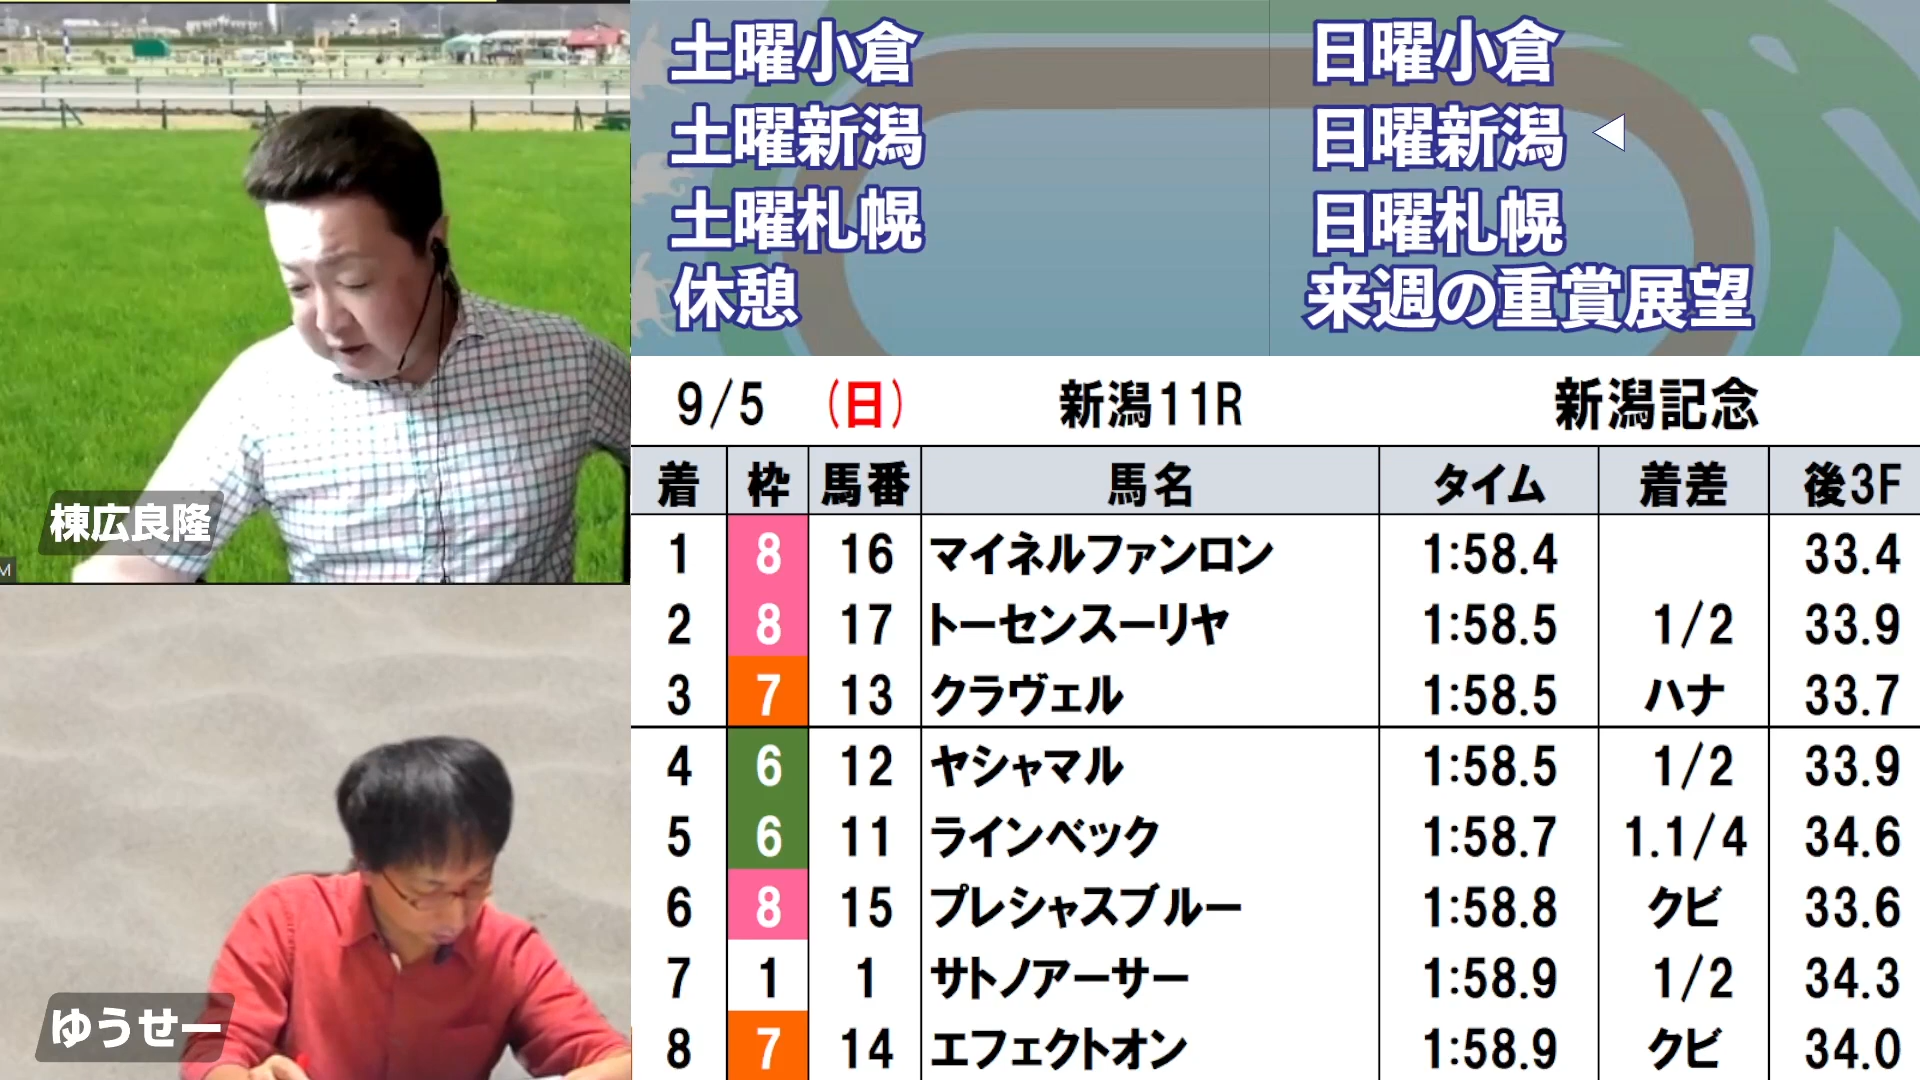 土曜小倉
土曜新潟
土曜札幌
休憩
日曜小倉
日曜新潟 ◀
日曜札幌
来週の重賞展望
9/5 (日) 新潟11R 新潟記念
着 枠 馬番 馬名 タイム 着差 後3F
1 8 16 マイネルファンロン 1:58.4 33.4
2 8 17 トーセンスーリヤ 1:58.5 1/2 33.9
3 7 13 クラヴェル 1:58.5 ハナ 33.7
4 6 12 ヤシャマル 1:58.5 1/2 33.9
5 6 11 ラインベック 1:58.7 1.1/4 34.6
6 8 15 プレシャスブルー 1:58.8 クビ 33.6
7 1 1 サトノアーサー 1:58.9 1/2 34.3
8 7 14 エフェクトオン 1:58.9 クビ 34.0
棟広良隆
M
ゆうせー